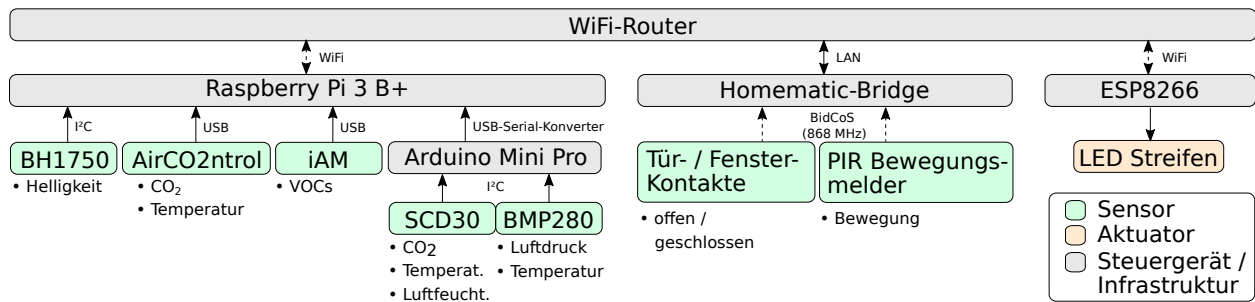 WiFi-Router
WiFi
LAN
WiFi
Raspberry Pi 3 B+
Homematic-Bridge
ESP8266
I²C
USB
USB
USB-Serial-Konverter
BidCoS
(868 MHz)
BH1750
AirCO2ntrol
iAM
Arduino Mini Pro
Tür- / Fenster-
Kontakte
PIR Bewegungs-
melder
LED Streifen
• Helligkeit
• CO₂
• Temperatur
• VOCs
I²C
SCD30
BMP280
• CO₂
• Temperat.
• Luftfeucht.
• Luftdruck
• Temperatur
• offen /
geschlossen
• Bewegung
Sensor
Aktuator
Steuergerät /
Infrastruktur